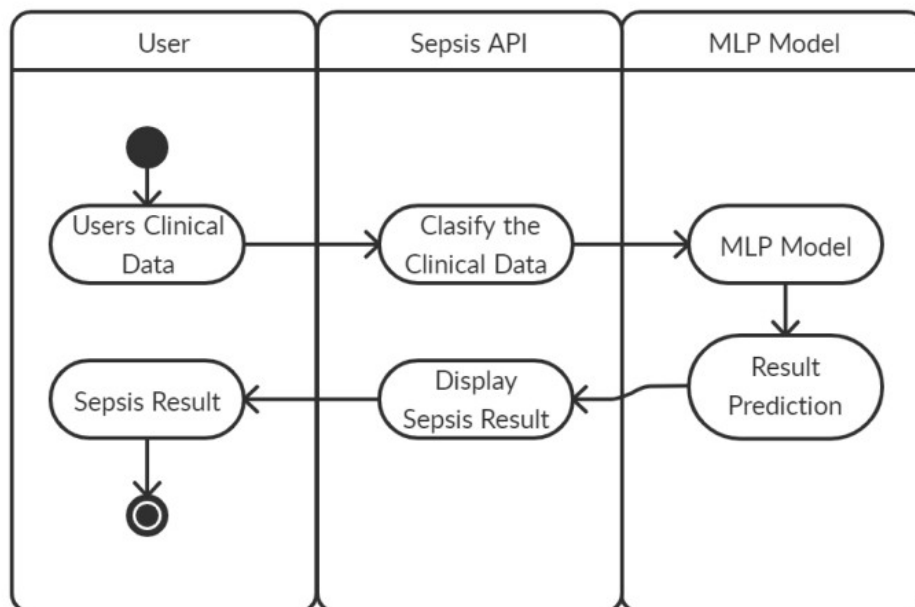 User
Sepsis API
MLP Model
Users Clinical
Data
Clasify the
Clinical Data
MLP Model
Result
Prediction
Display
Sepsis Result
Sepsis Result